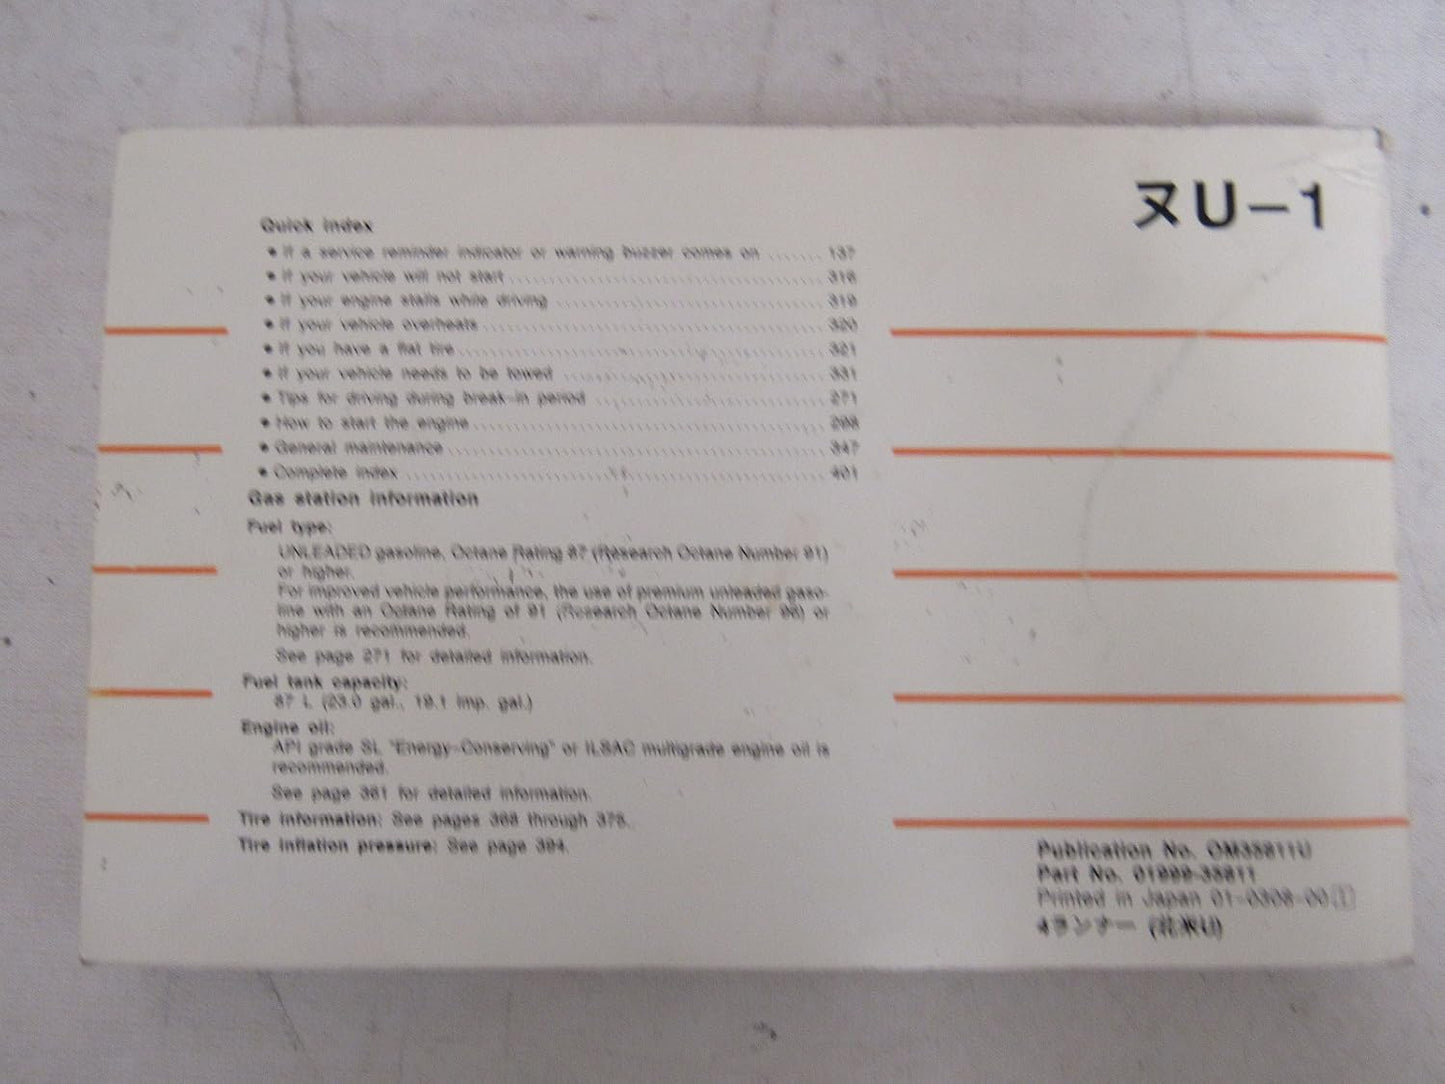 ヌU－1
Quick index
● If a service reminder indicator or warning buzzer comes on ........ 137
● If your vehicle will not start ........ 318
● If your engine stalls while driving ........ 319
● If your vehicle overheats ........ 320
● If you have a flat tire ........ 321
● If your vehicle needs to be towed ........ 331
● Tips for driving during break–in period ........ 271
● How to start the engine ........
● General maintenance ........ 347
● Complete index ........ 401
Gas station information
Fuel type:
UNLEADED gasoline, Octane Rating 87 (Research Octane Number 91)
or higher.
For improved vehicle performance, the use of premium unleaded gaso-
line with an Octane Rating of 91 (Research Octane Number 96) or
higher is recommended.
See page 271 for detailed information.
Fuel tank capacity:
87 L (23.0 gal., 19.1 Imp. gal.)
Engine oil:
API grade SL "Energy–Conserving" or ILSAC multigrade engine oil is
recommended.
See page 361 for detailed information.
Tire information: See pages 368 through
Tire inflation pressure: See page 394.
Publication No.
Part No.
Printed in Japan 01–0308–00
4ランナー (北米U)